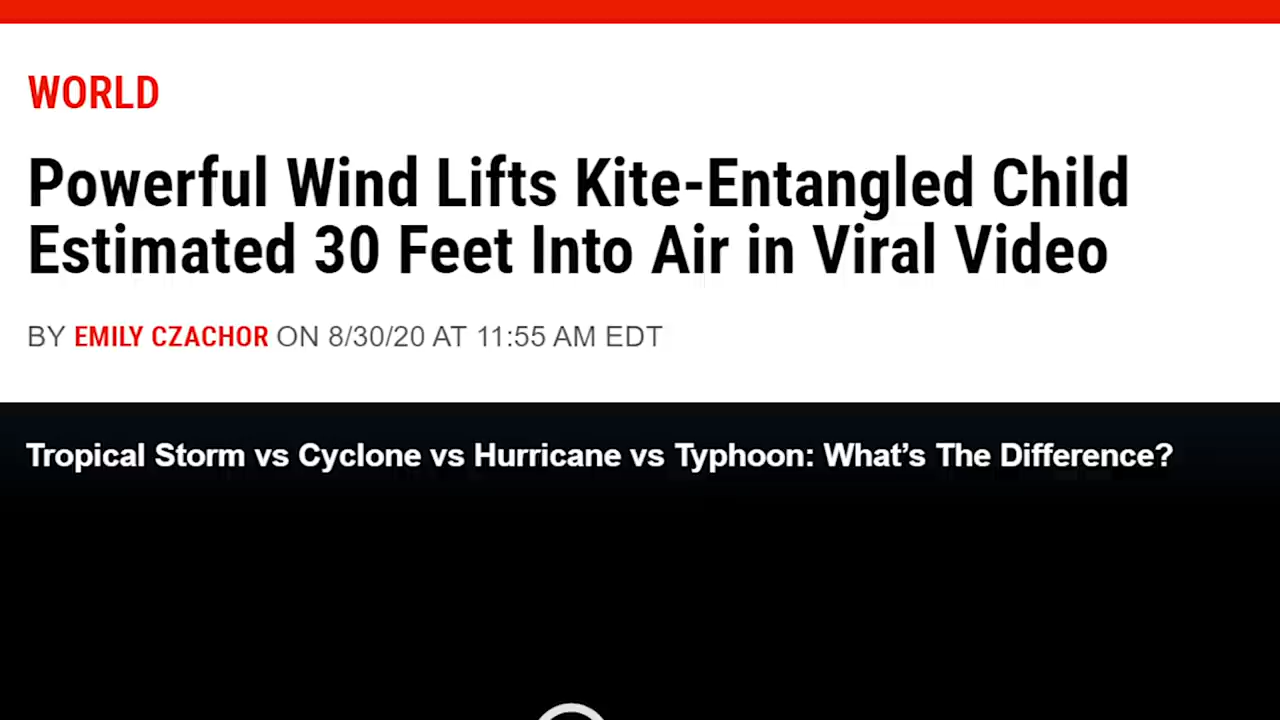 WORLD
Powerful Wind Lifts Kite-Entangled Child
Estimated 30 Feet Into Air in Viral Video
BY EMILY CZACHOR ON 8/30/20 AT 11:55 AM EDT
Tropical Storm vs Cyclone vs Hurricane vs Typhoon: What’s The Difference?